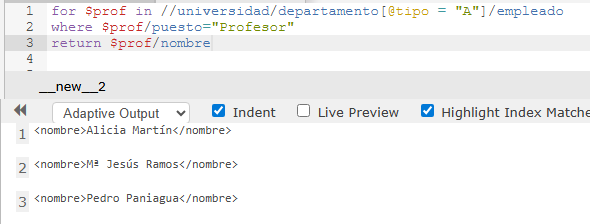 1 for $prof in //universidad/departamento[@tipo = "A"]/empleado
2 where $prof/puesto="Profesor"
3 return $prof/nombre
4
__new__2
Adaptive Output Indent Live Preview Highlight Index Matche
1 <nombre>Alicia Martín</nombre>
2 <nombre>Mª Jesús Ramos</nombre>
3 <nombre>Pedro Paniagua</nombre>